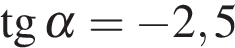 tg α = −2,5